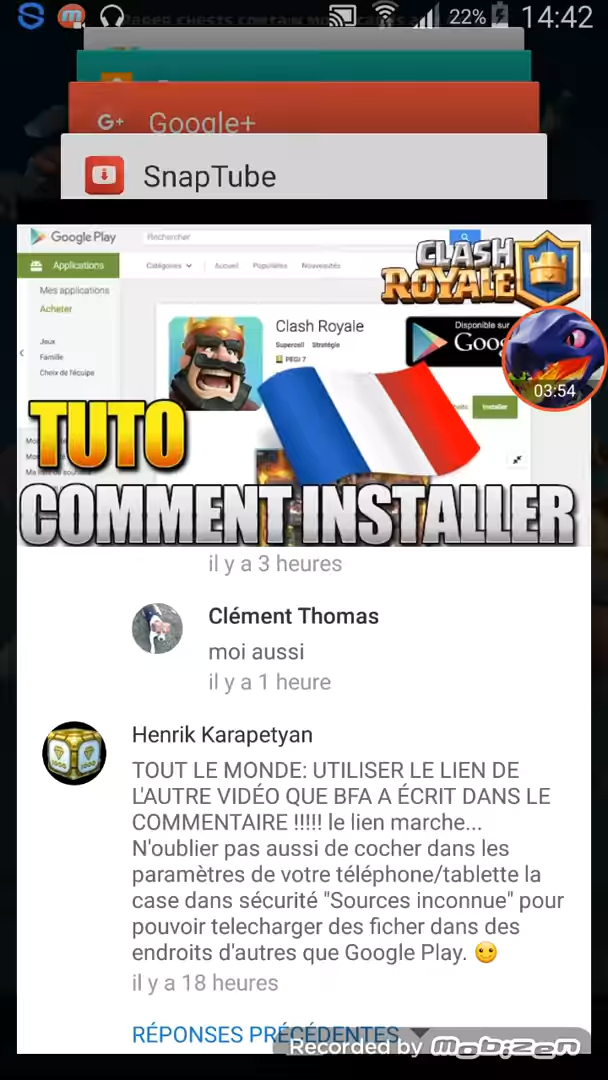 22% 14:42
Google+
SnapTube
Google Play
Rechercher
Applications
Catégories
Accueil
Populaires
Nouveautés
CLASH
ROYALE
Mes applications
Acheter
Jeux
Famille
Choix de l'équipe
Clash Royale
Supercell Stratégie
PEGI 7
Disponible sur
03:54
Installer
TUTO
COMMENT INSTALLER
il y a 3 heures
Clément Thomas
moi aussi
il y a 1 heure
Henrik Karapetyan
TOUT LE MONDE: UTILISER LE LIEN DE
L'AUTRE VIDÉO QUE BFA A ÉCRIT DANS LE
COMMENTAIRE !!!!! le lien marche...
N'oublier pas aussi de cocher dans les
paramètres de votre téléphone/tablette la
case dans sécurité "Sources inconnue" pour
pouvoir telecharger des ficher dans des
endroits d'autres que Google Play. 🙂
il y a 18 heures
RÉPONSES PRÉCÉDENTES
Recorded by mobizen